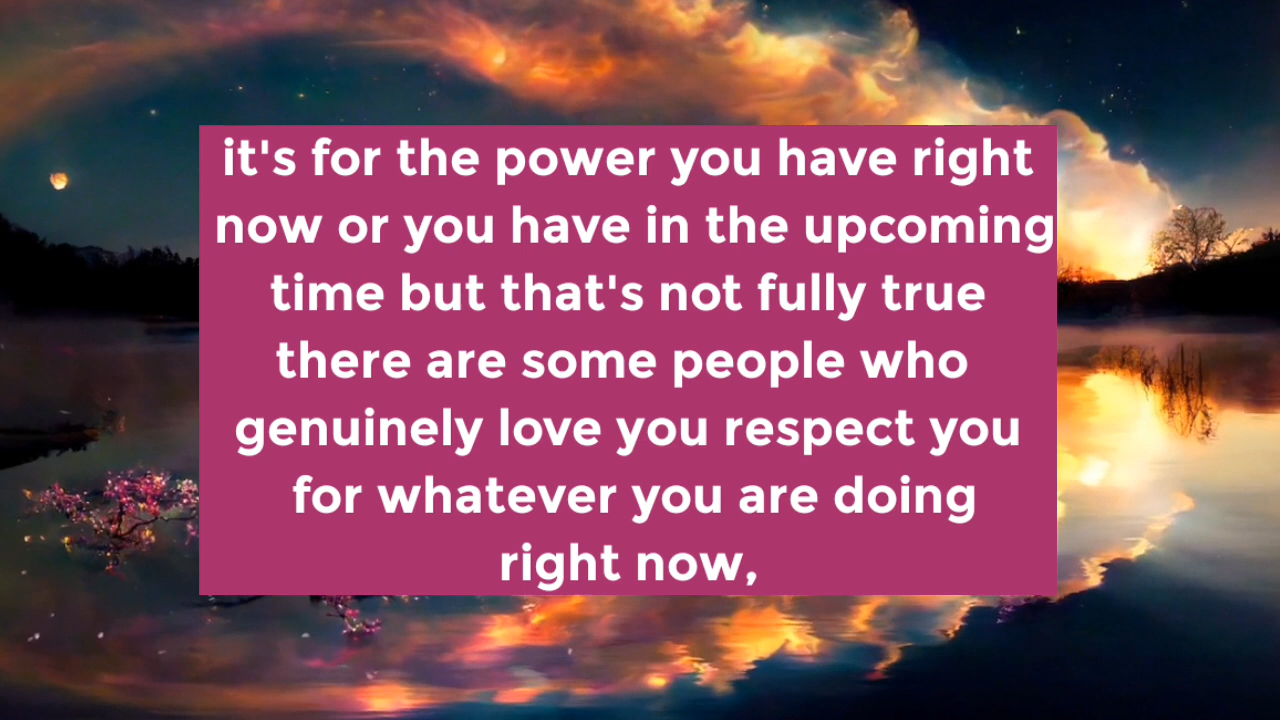 it's for the power you have right
now or you have in the upcoming
time but that's not fully true
there are some people who
genuinely love you respect you
for whatever you are doing
right now,